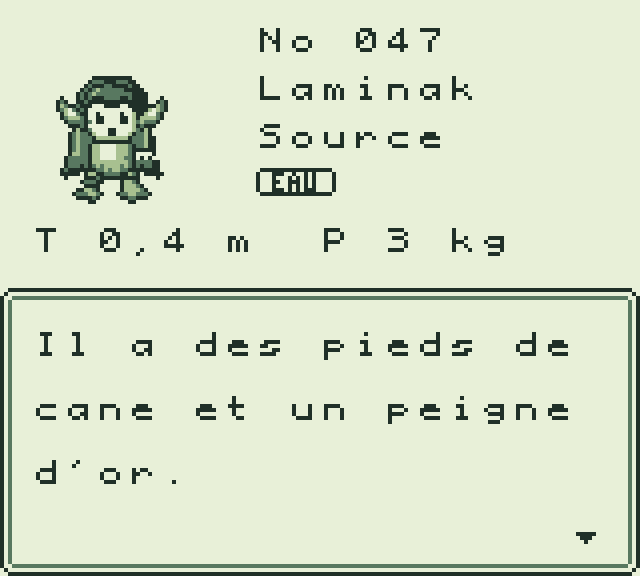 No 047
Laminak
Source
EAU
T 0,4 m P 3 kg
Il a des pieds de
cane et un peigne
d'or.